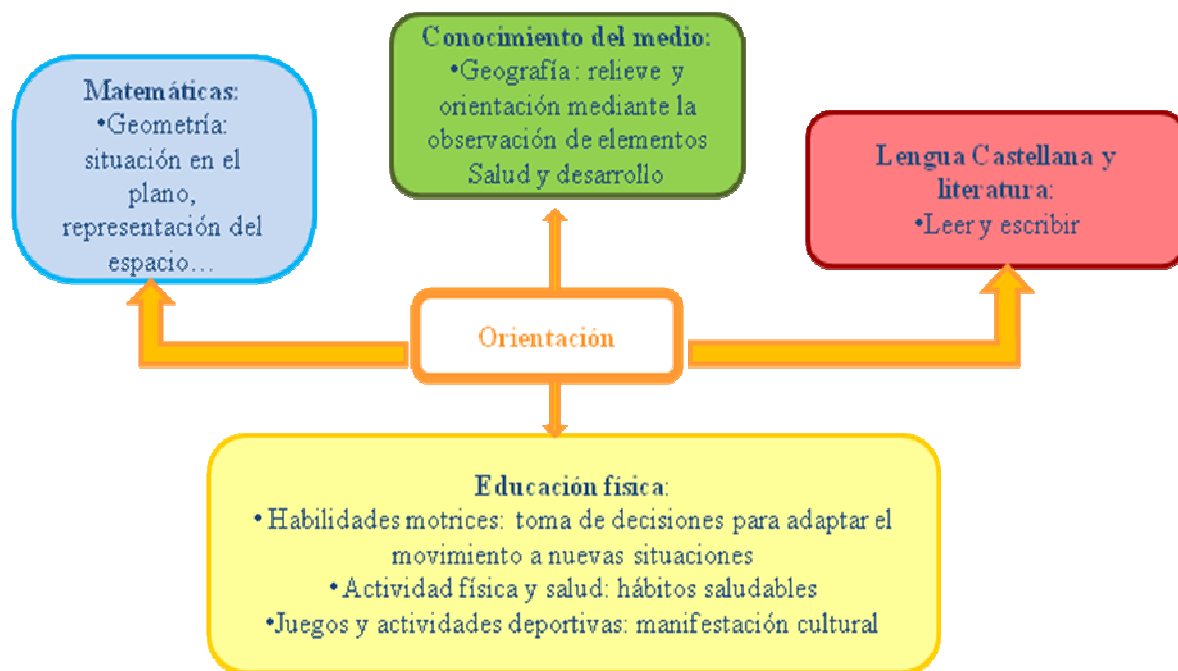 Conocimiento del medio:
•Geografía: relieve y
orientación mediante la
observación de elementos
Salud y desarrollo
Matemáticas:
•Geometría:
situación en el
plano,
representación del
espacio…
Lengua Castellana y
literatura:
•Leer y escribir
Orientación
Educación física:
• Habilidades motrices: toma de decisiones para adaptar el
movimiento a nuevas situaciones
• Actividad física y salud: hábitos saludables
•Juegos y actividades deportivas: manifestación cultural